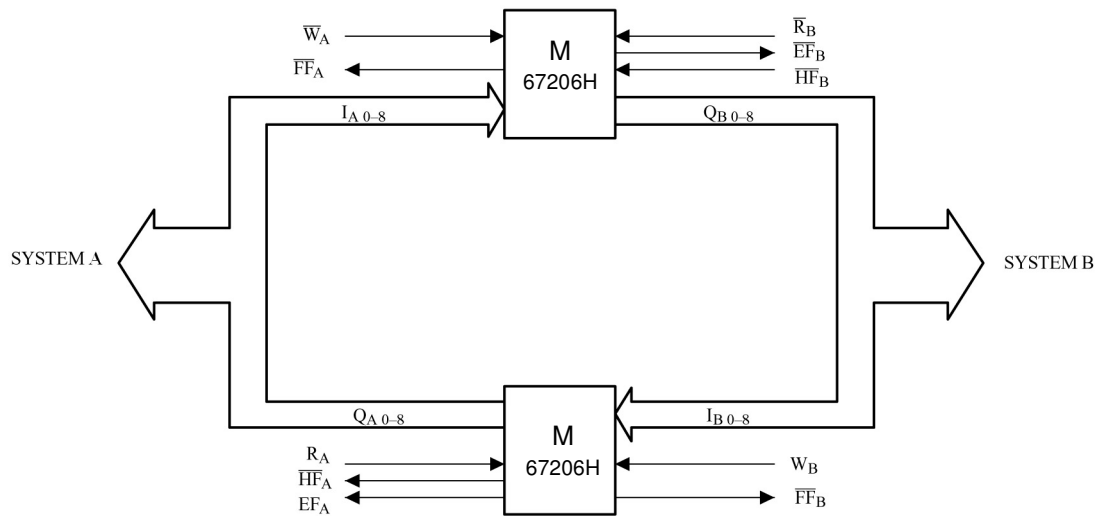 W̅A
F̅F̅A
M
67206H
R̅B
E̅F̅B
H̅F̅B
IA 0–8
QB 0–8
SYSTEM A
SYSTEM B
QA 0–8
IB 0–8
M
67206H
RA
H̅F̅A
EFA
WB
F̅F̅B